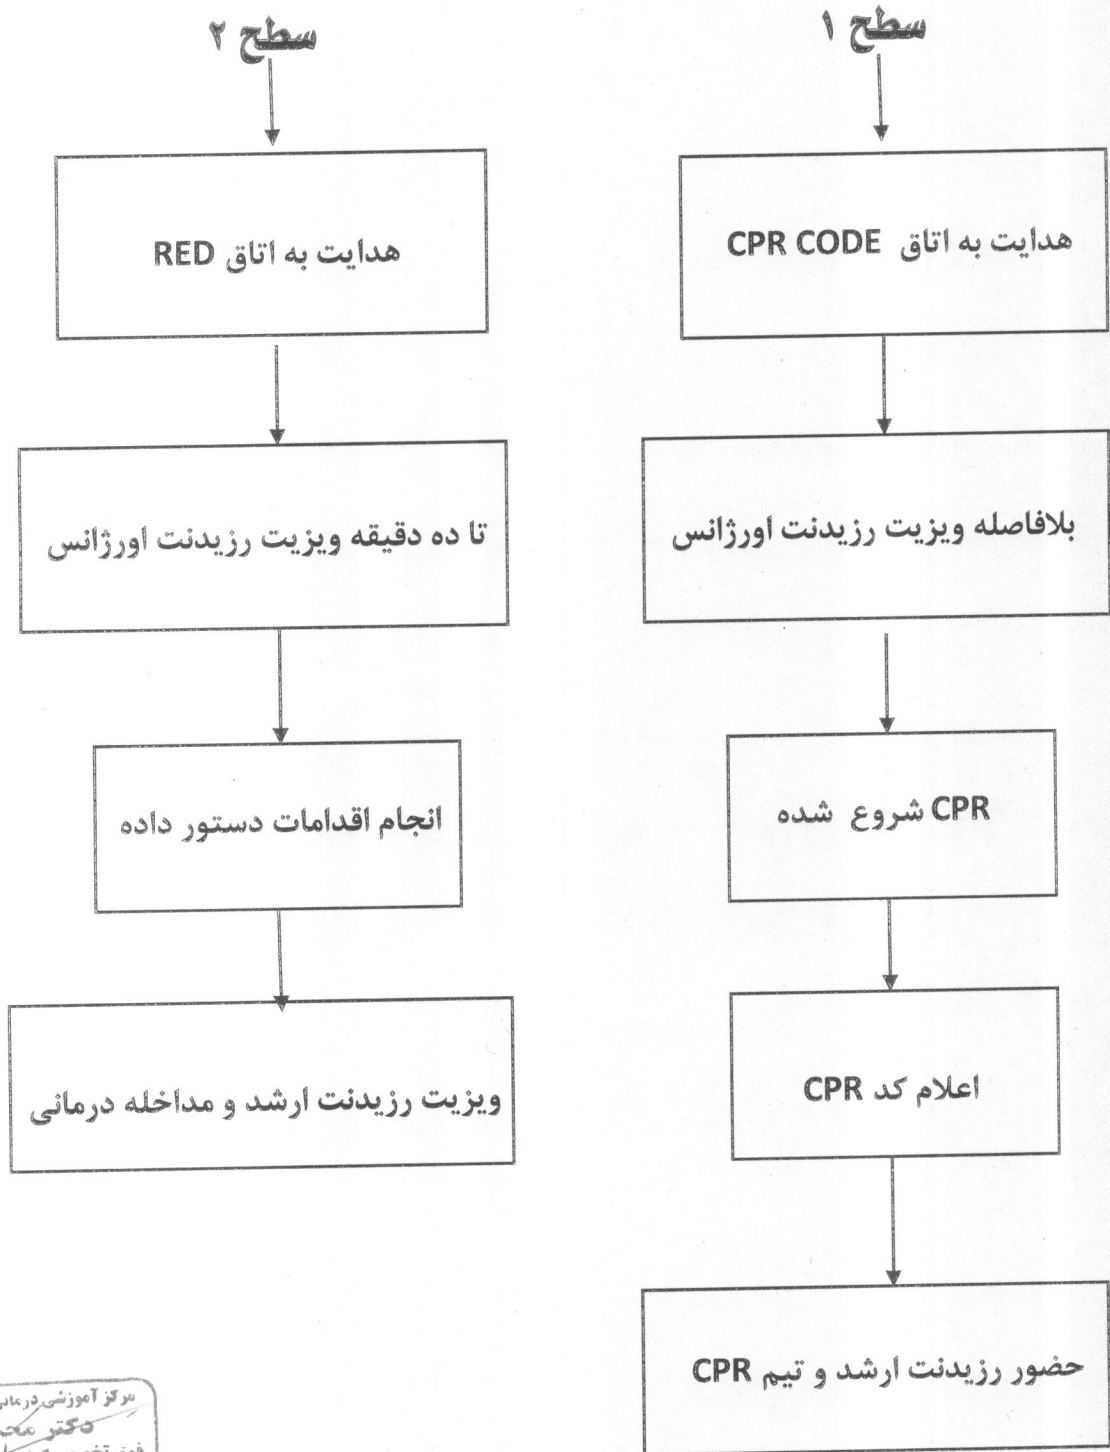 سطح ۱
هدایت به اتاق CPR CODE
بلافاصله ویزیت رزیدنت اورژانس
CPR شروع شده
اعلام کد CPR
حضور رزیدنت ارشد و تیم CPR
سطح ۲
هدایت به اتاق RED
تا ده دقیقه ویزیت رزیدنت اورژانس
انجام اقدامات دستور داده
ویزیت رزیدنت ارشد و مداخله درمانی
مرکز آموزشی
دکتر